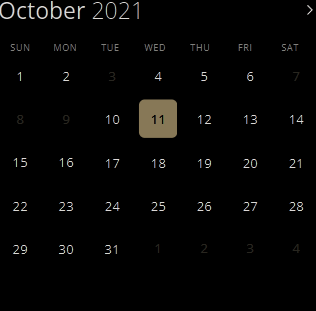 October 2021
SUN MON TUE WED THU FRI SAT
1 2 3 4 5 6 7
8 9 10 11 12 13 14
15 16 17 18 19 20 21
22 23 24 25 26 27 28
29 30 31 1 2 3 4